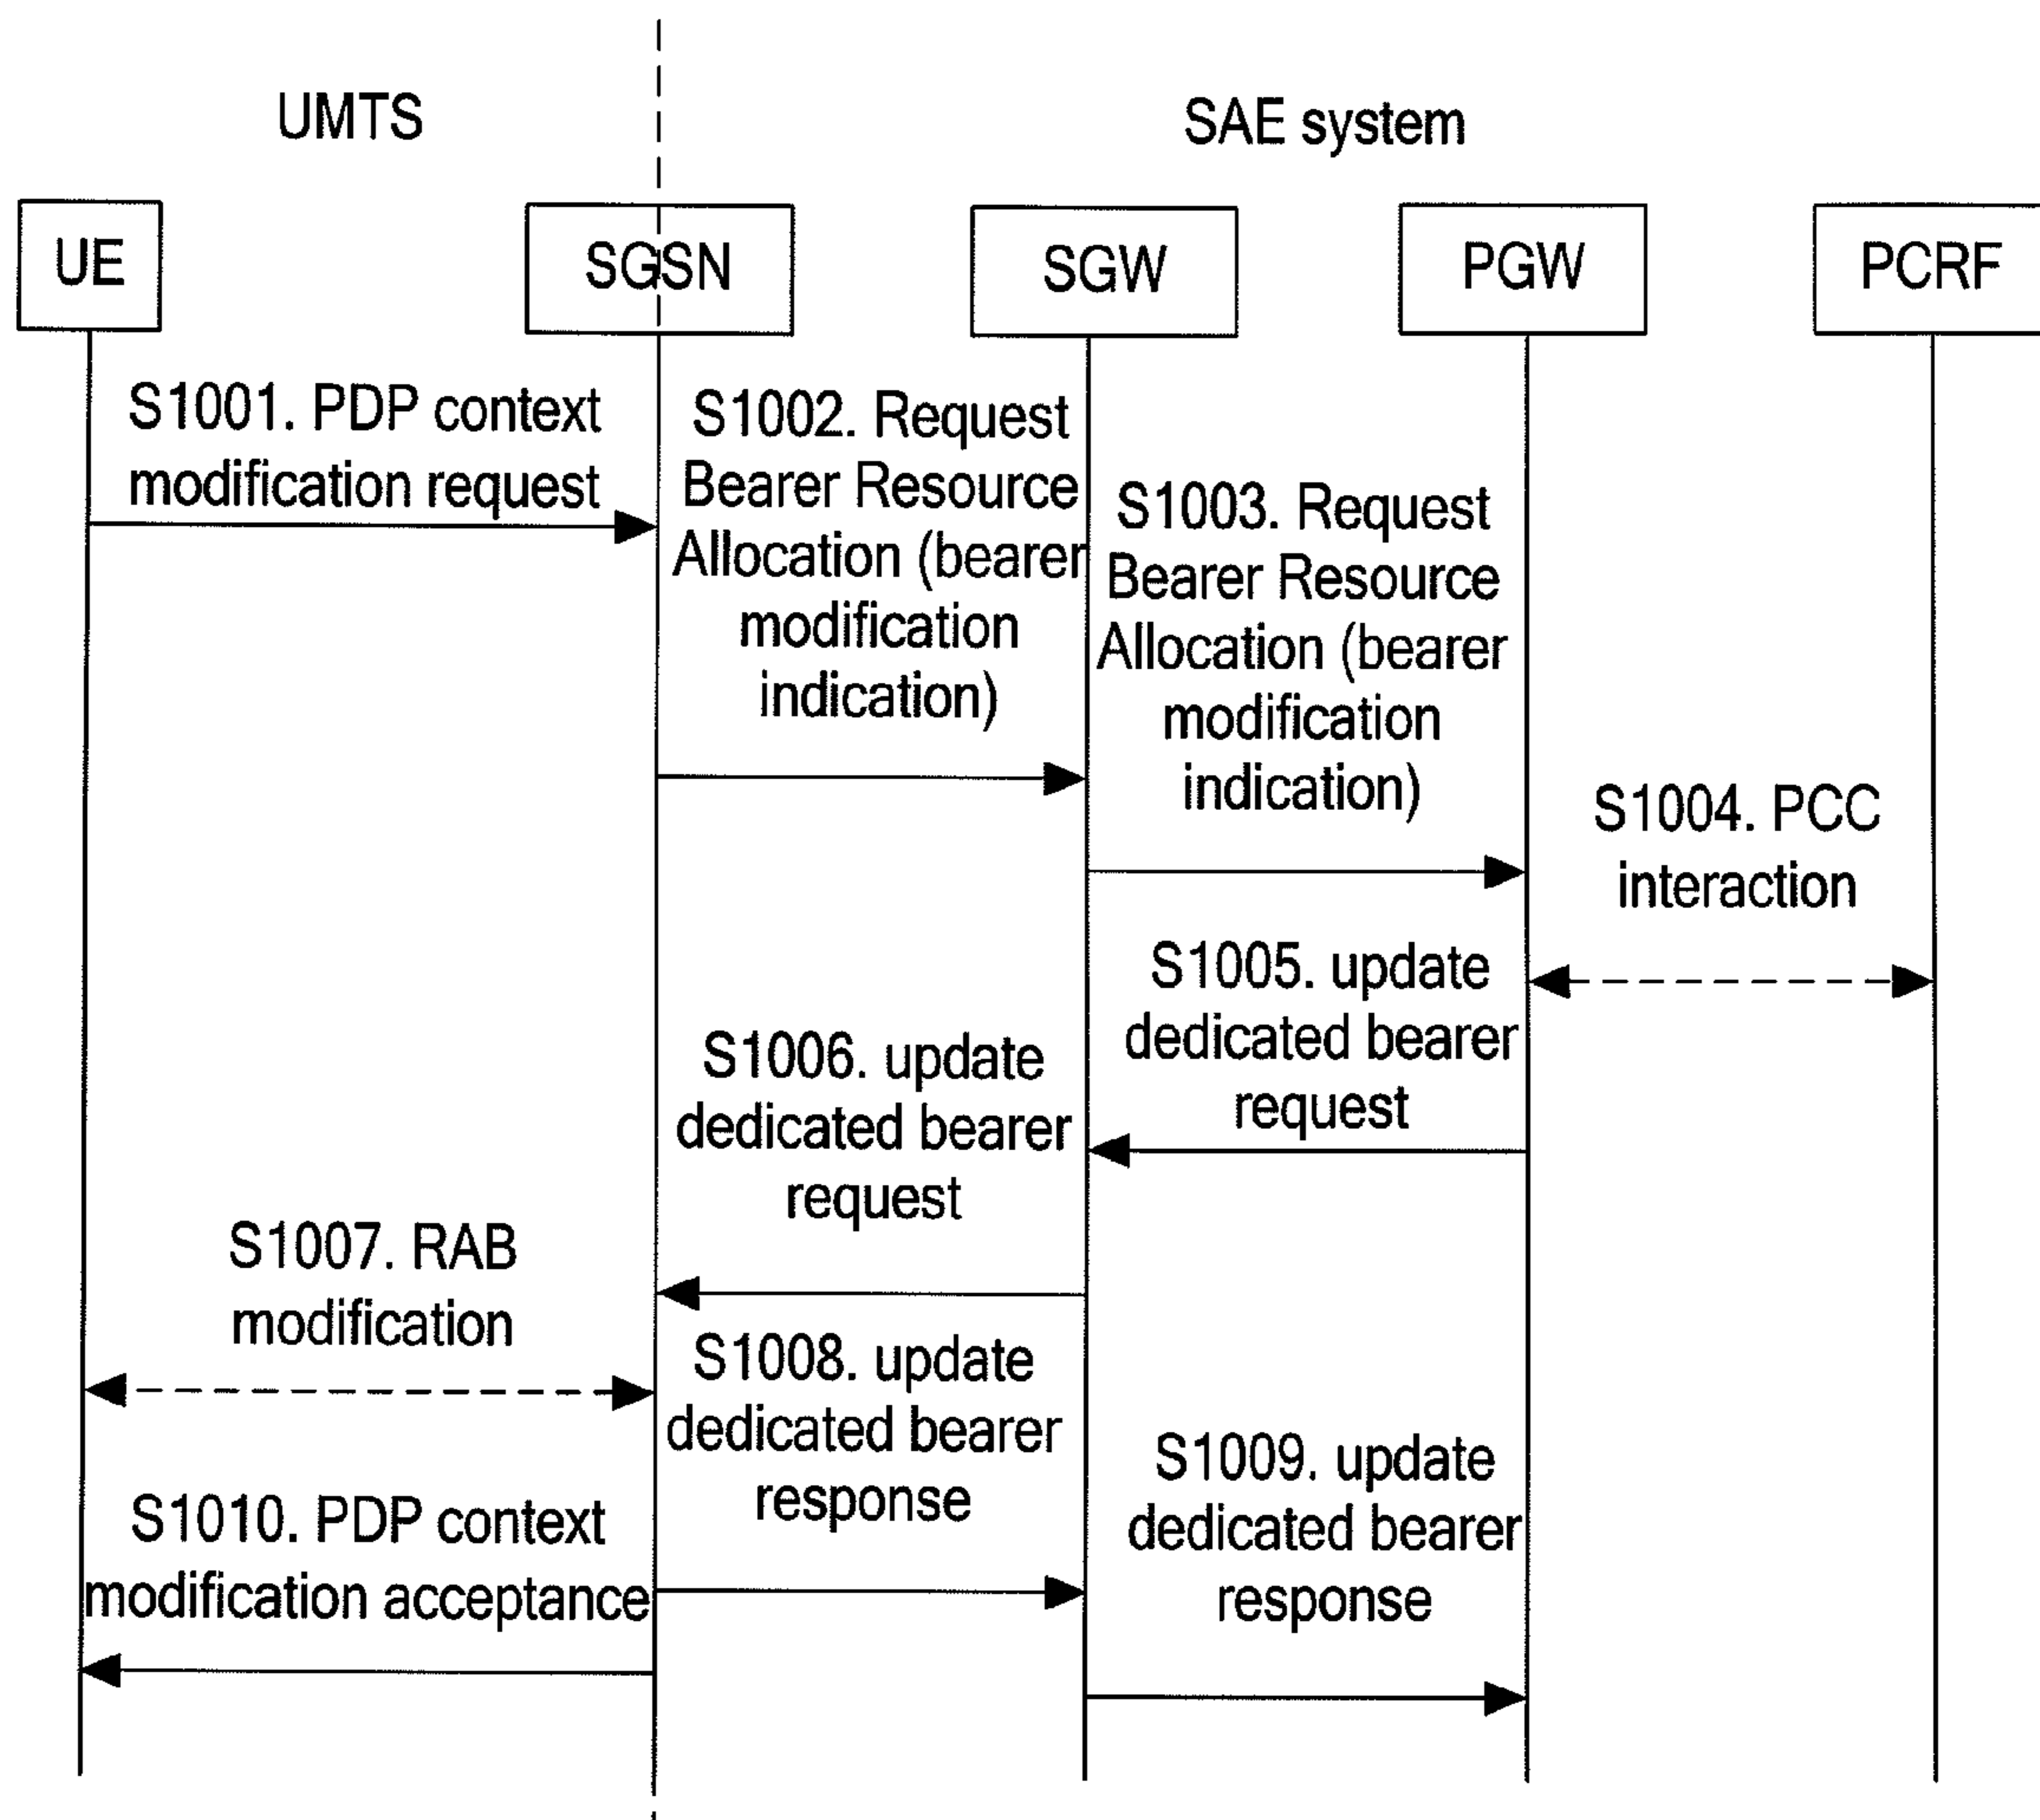 UMTS
SAE system
UE
SGSN
SGW
PGW
PCRF
S1001. PDP context
modification request
S1002. Request
Bearer Resource
Allocation (bearer
modification
indication)
S1003. Request
Bearer Resource
Allocation (bearer
modification
indication)
S1004. PCC
interaction
S1005. update
dedicated bearer
request
S1006. update
dedicated bearer
request
S1007. RAB
modification
S1008. update
dedicated bearer
response
S1009. update
dedicated bearer
response
S1010. PDP context
modification acceptance